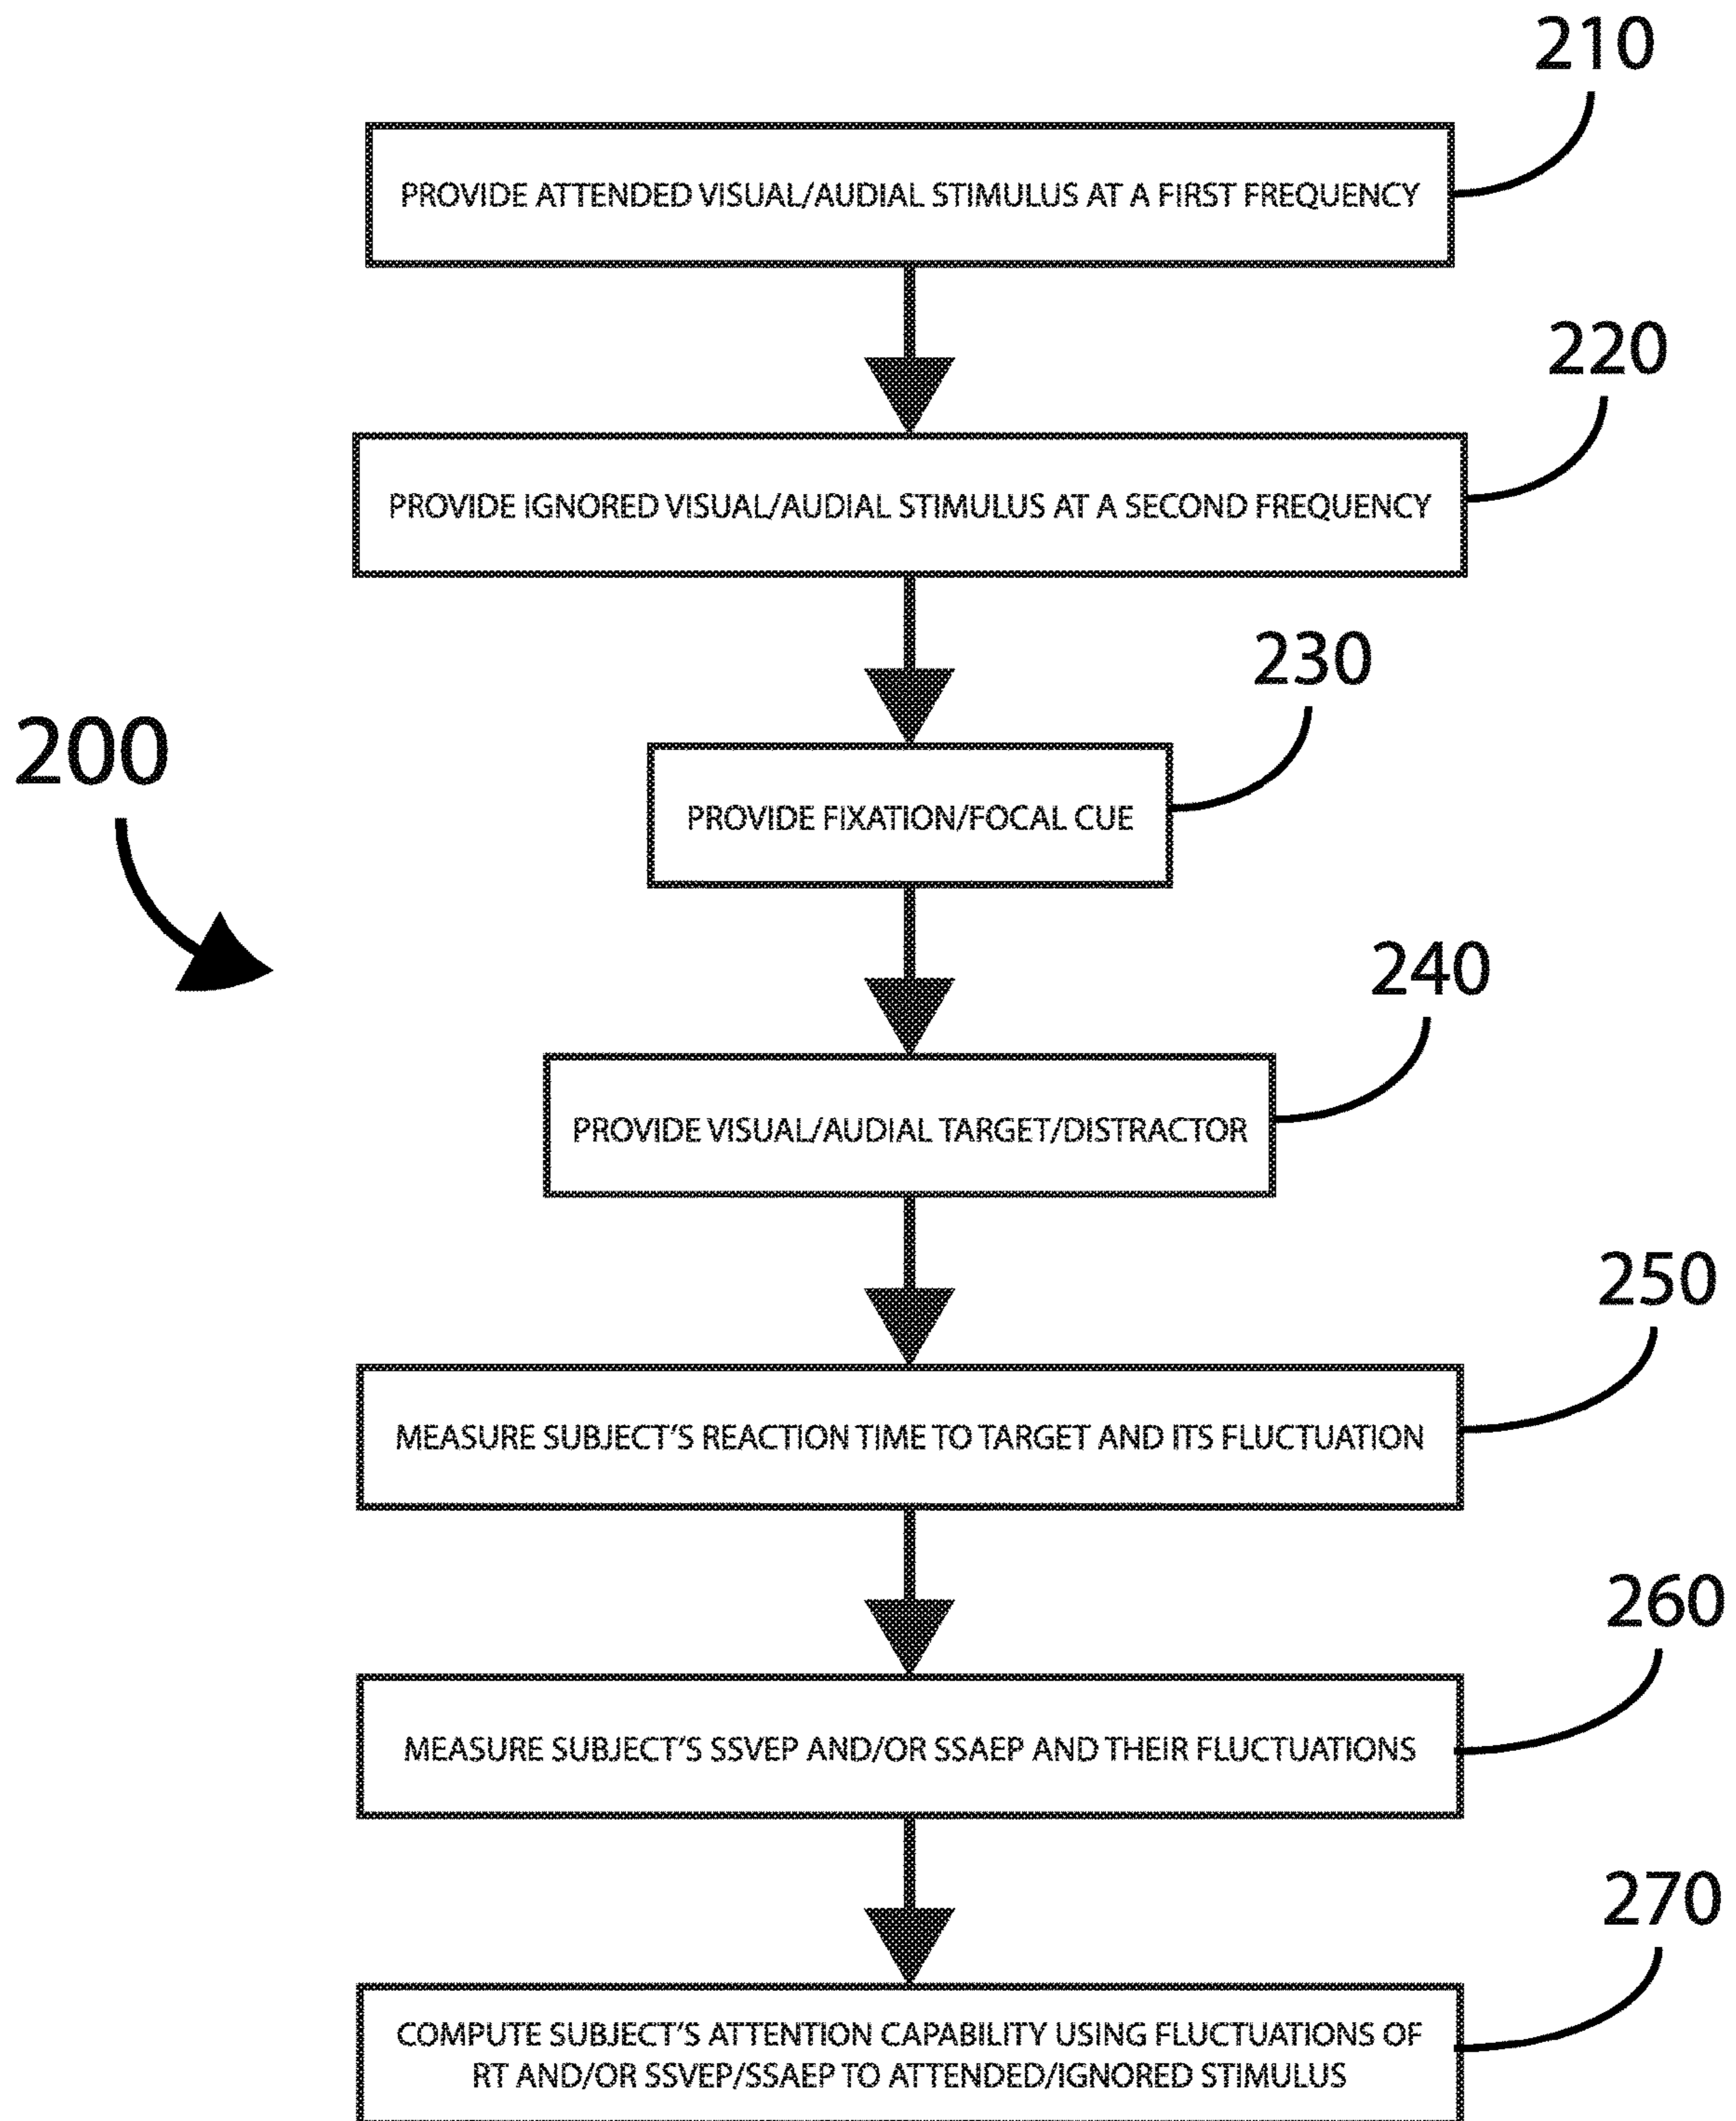 210
PROVIDE ATTENDED VISUAL/AUDIAL STIMULUS AT A FIRST FREQUENCY
220
PROVIDE IGNORED VISUAL/AUDIAL STIMULUS AT A SECOND FREQUENCY
230
PROVIDE FIXATION/FOCAL CUE
200
240
PROVIDE VISUAL/AUDIAL TARGET/DISTRACTOR
250
MEASURE SUBJECT'S REACTION TIME TO TARGET AND ITS FLUCTUATION
260
MEASURE SUBJECT'S SSVEP AND/OR SSAEP AND THEIR FLUCTUATIONS
270
COMPUTE SUBJECT'S ATTENTION CAPABILITY USING FLUCTUATIONS OF
RT AND/OR SSVEP/SSAEP TO ATTENDED/IGNORED STIMULUS